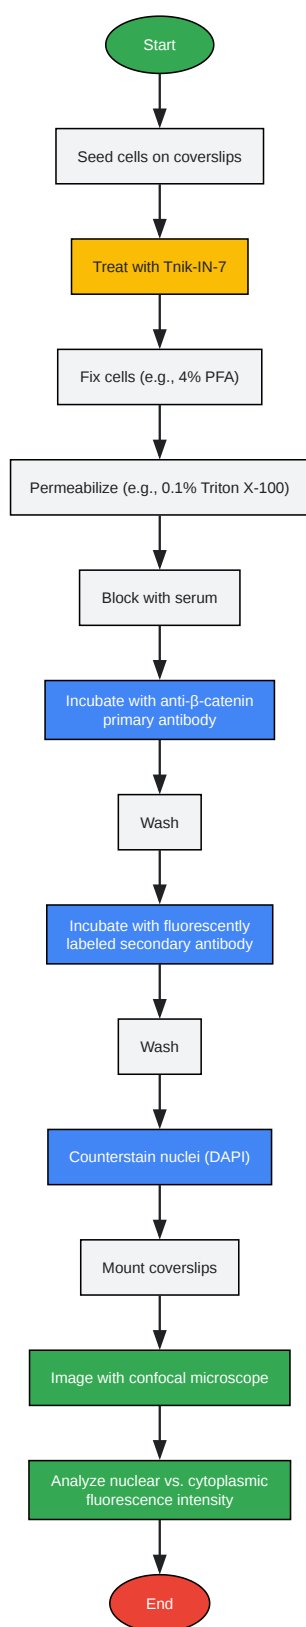 Start
Seed cells on coverslips
Treat with Tnik-IN-7
Fix cells (e.g., 4% PFA)
Permeabilize (e.g., 0.1% Triton X-100)
Block with serum
Incubate with anti-β-catenin
primary antibody
Wash
Incubate with fluorescently
labeled secondary antibody
Wash
Counterstain nuclei (DAPI)
Mount coverslips
Image with confocal microscope
Analyze nuclear vs. cytoplasmic
fluorescence intensity
End